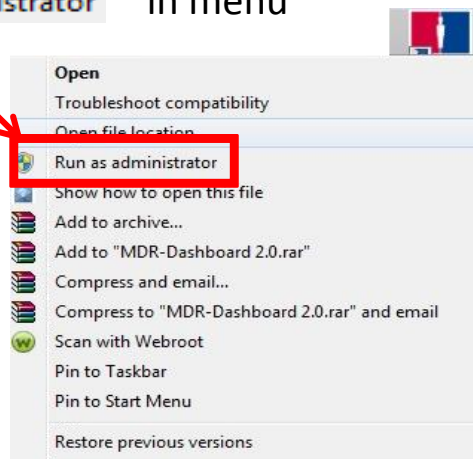 strator in menu
Open
Troubleshoot compatibility
Open file location
Run as administrator
Show how to open this file
Add to archive...
Add to "MDR-Dashboard 2.0.rar"
Compress and email...
Compress to "MDR-Dashboard 2.0.rar" and email
Scan with Webroot
Pin to Taskbar
Pin to Start Menu
Restore previous versions